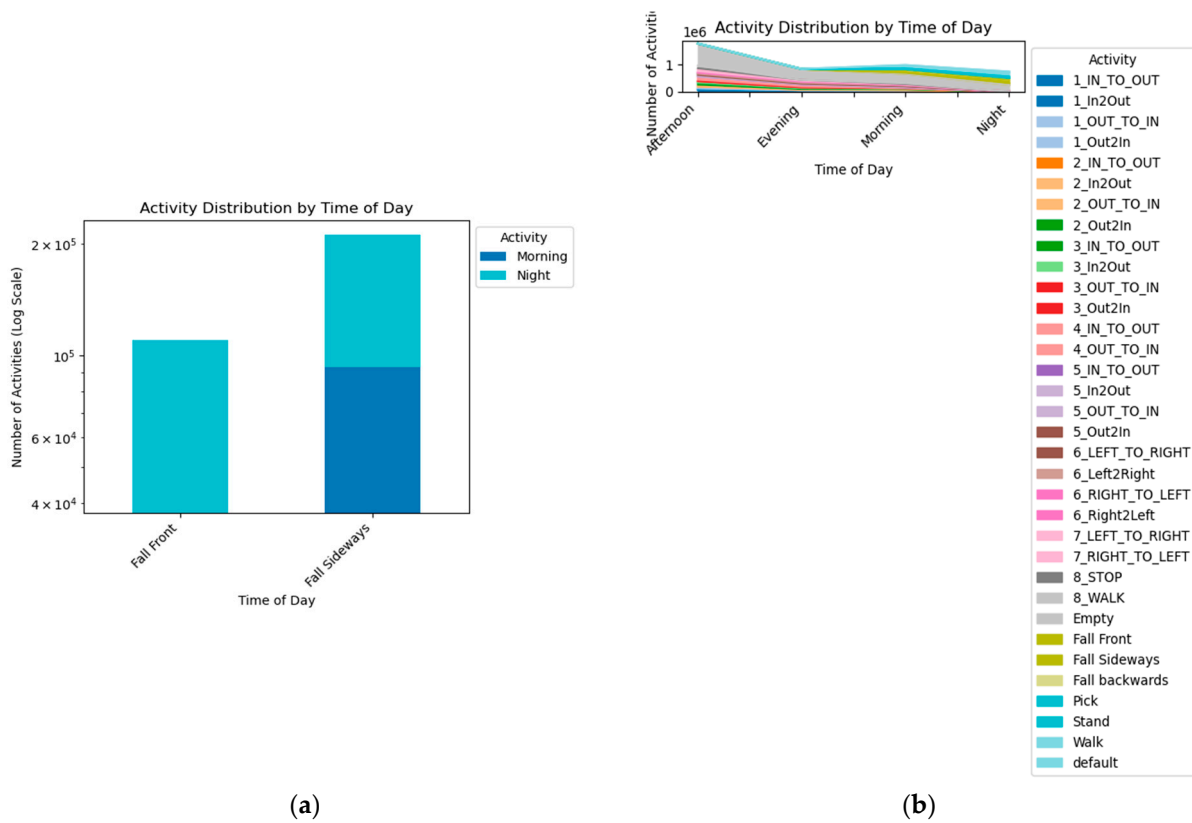 Activity Distribution by Time of Day
Number of Activities (Log Scale)
2 × 10⁵
10⁵
6 × 10⁴
4 × 10⁴
Fall Front
Fall Sideways
Time of Day
Activity
Morning
Night
(a)
Activity Distribution by Time of Day
1e6
Number of Activiti
1
0
Afternoon
Evening
Morning
Night
Time of Day
Activity
1_IN_TO_OUT
1_In2Out
1_OUT_TO_IN
1_Out2In
2_IN_TO_OUT
2_In2Out
2_OUT_TO_IN
2_Out2In
3_IN_TO_OUT
3_In2Out
3_OUT_TO_IN
3_Out2In
4_IN_TO_OUT
4_OUT_TO_IN
5_IN_TO_OUT
5_In2Out
5_OUT_TO_IN
5_Out2In
6_LEFT_TO_RIGHT
6_Left2Right
6_RIGHT_TO_LEFT
6_Right2Left
7_LEFT_TO_RIGHT
7_RIGHT_TO_LEFT
8_STOP
8_WALK
Empty
Fall Front
Fall Sideways
Fall backwards
Pick
Stand
Walk
default
(b)